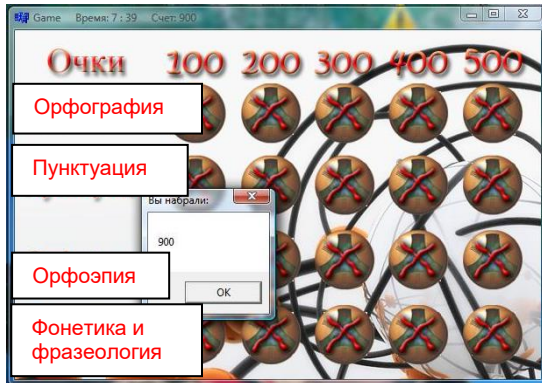 Game Время: 7 : 39 Счет: 900
Очки 100 200 300 400 500
Орфография
Пунктуация
Вы набрали:
900
Орфоэпия
OK
Фонетика и
фразеология